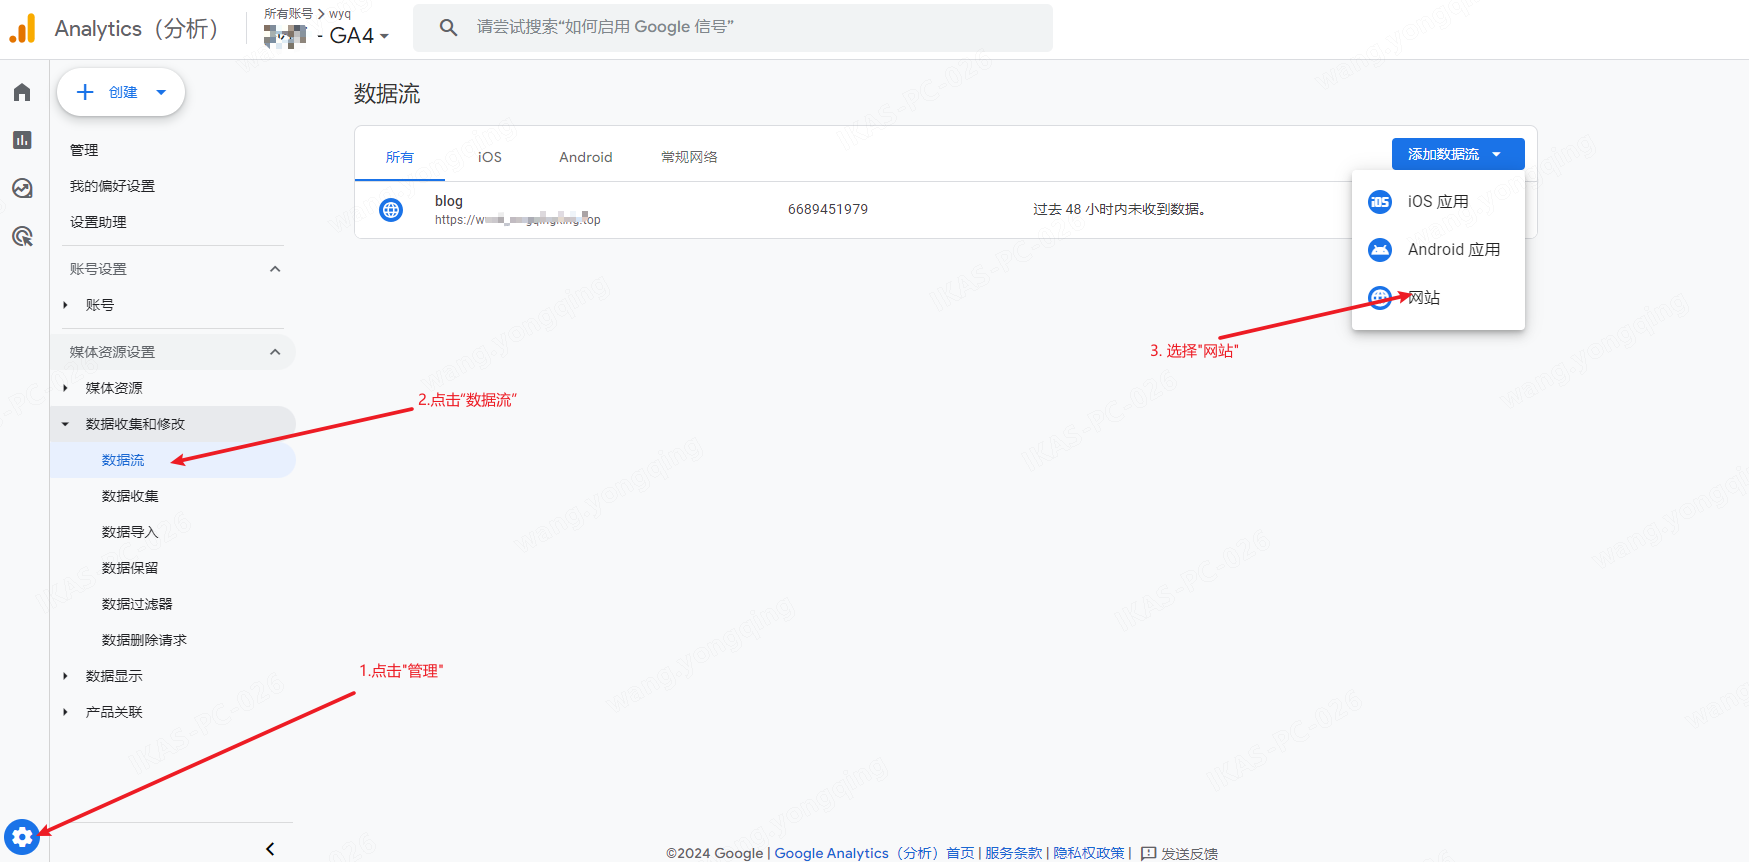 Analytics（分析）
所有账号 > wyq
- GA4
请尝试搜索“如何启用 Google 信号”
创建
管理
我的偏好设置
设置助理
账号设置
账号
媒体资源设置
媒体资源
数据收集和修改
数据流
数据收集
数据导入
数据保留
数据过滤器
数据删除请求
数据显示
产品关联
数据流
所有
iOS
Android
常规网络
添加数据流
blog
https://w
top
6689451979
过去 48 小时内未收到数据。
iOS
iOS 应用
Android 应用
网站
3. 选择"网站"
2.点击"数据流"
1.点击"管理"
©2024 Google | Google Analytics（分析）首页 | 服务条款 | 隐私权政策 | 发送反馈
wang.yongqing
IKAS-PC-026